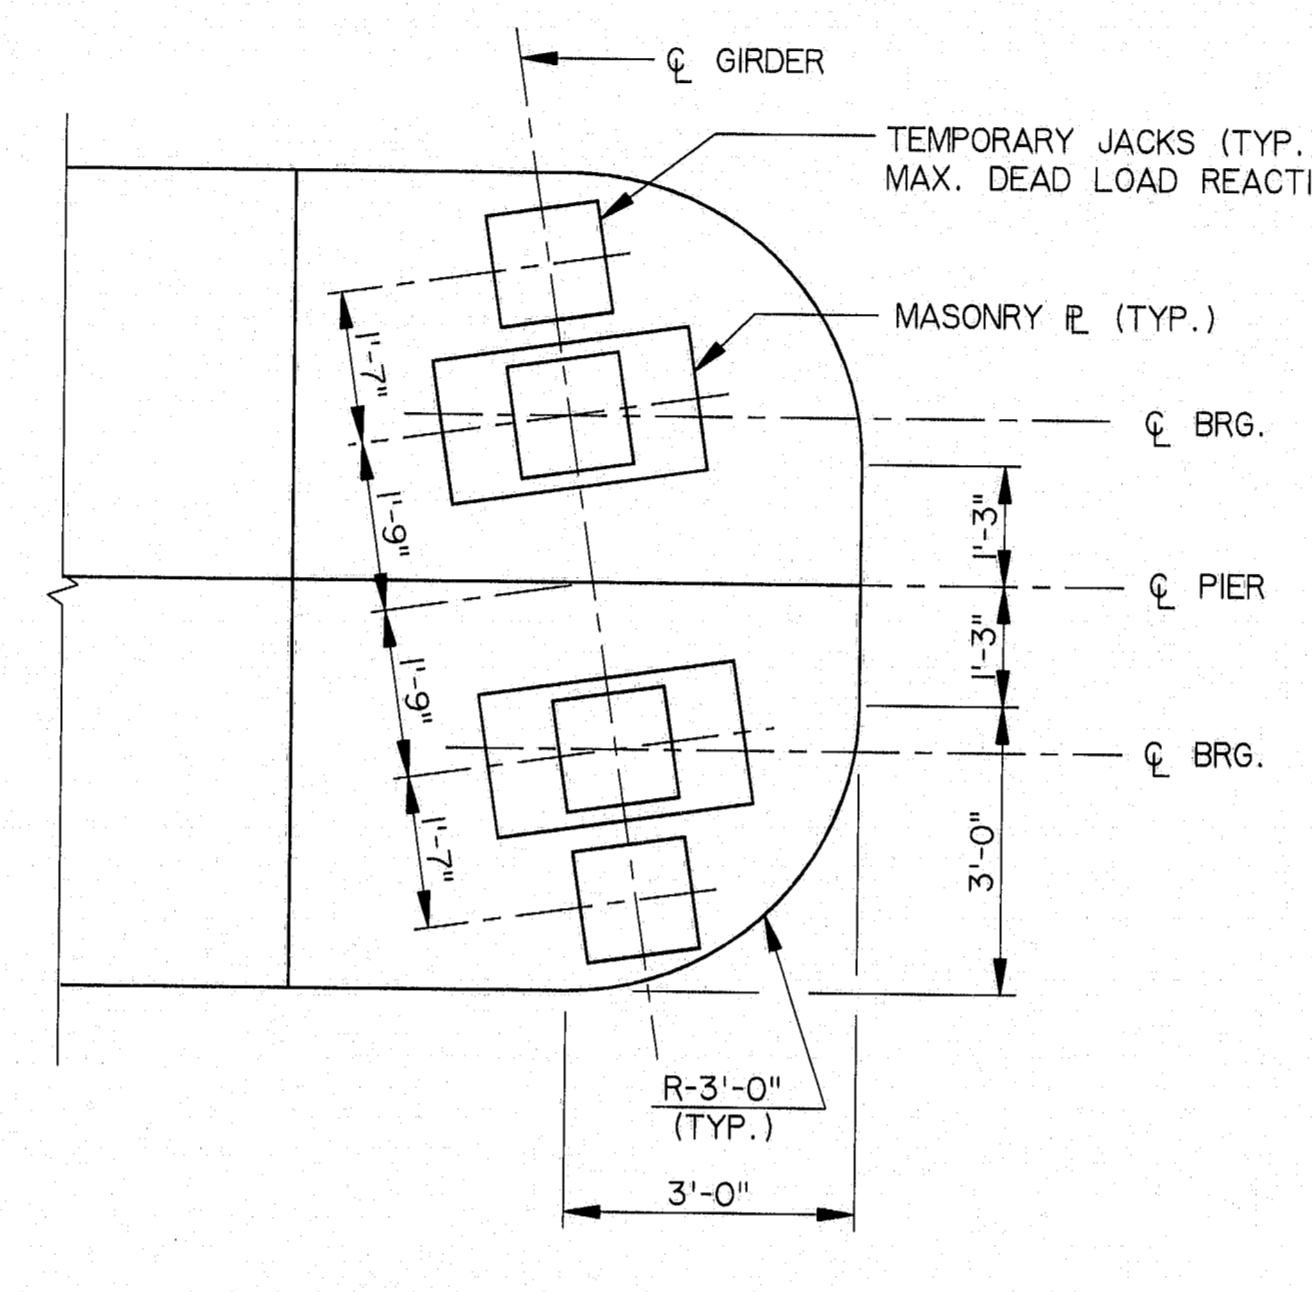 ℄ GIRDER
TEMPORARY JACKS (TYP.
MAX. DEAD LOAD REACTI
MASONRY ⅊ (TYP.)
1'-7"
℄ BRG.
1'-9"
1'-3"
℄ PIER
1'-3"
1'-9"
℄ BRG.
1'-7"
3'-0"
R-3'-0"
(TYP.)
3'-0"